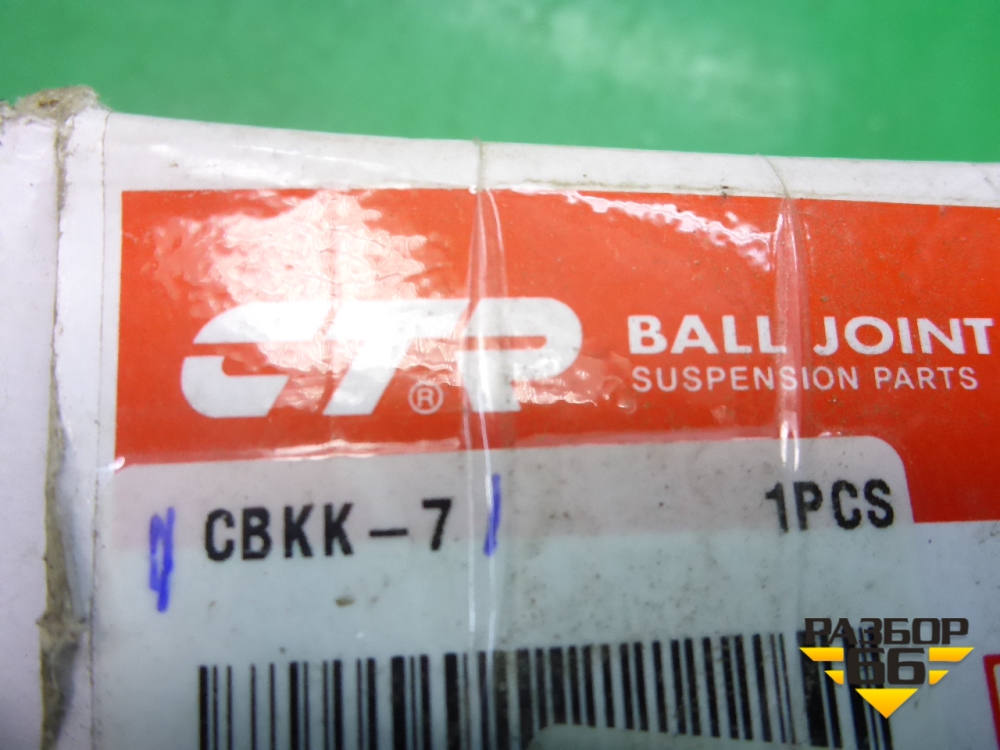 CTR®
BALL JOINT
SUSPENSION PARTS
CBKK-7
1PCS
РАЗБОР
66